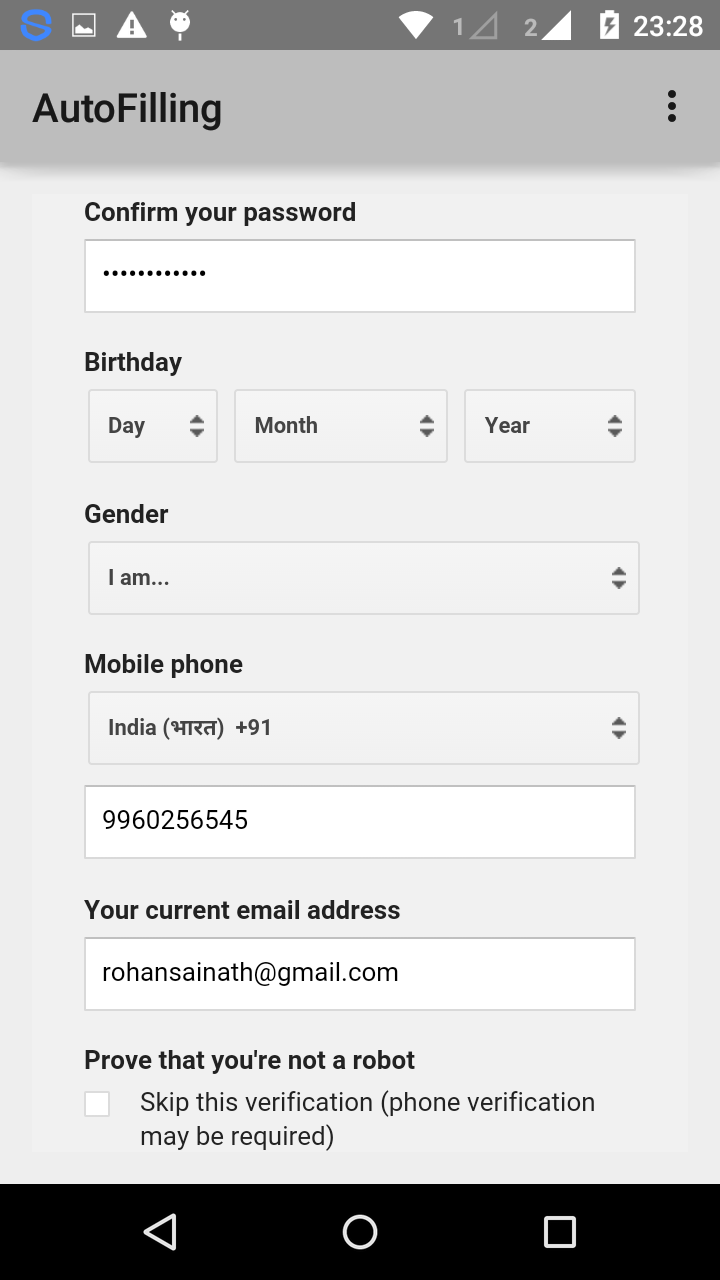 1 2 23:28
AutoFilling
Confirm your password
••••••••••••
Birthday
Day Month Year
Gender
I am...
Mobile phone
India (भारत) +91
9960256545
Your current email address
rohansainath@gmail.com
Prove that you're not a robot
Skip this verification (phone verification
may be required)